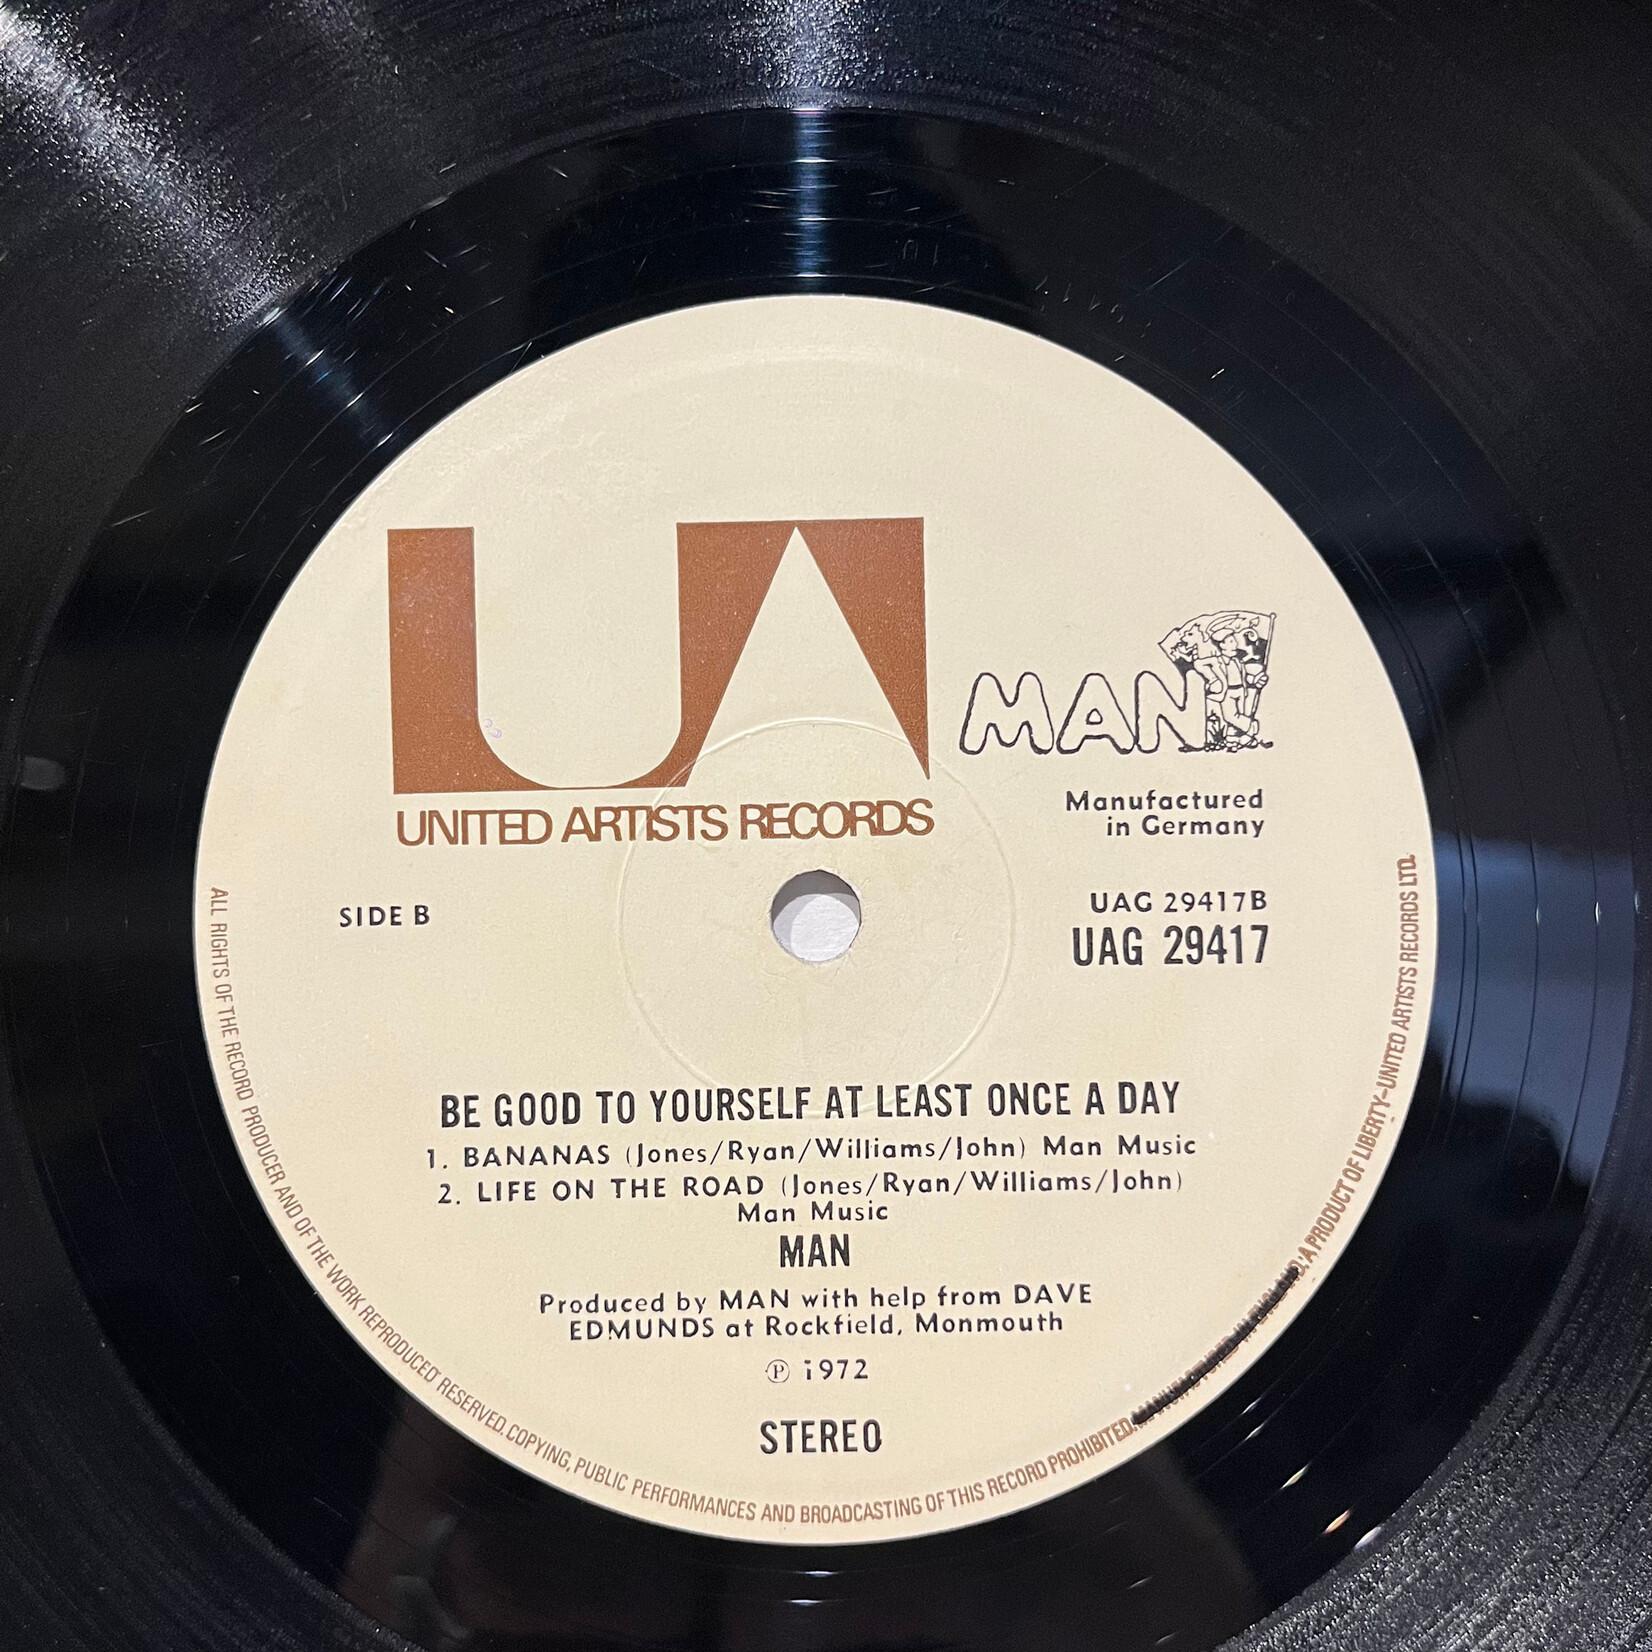 UA
UNITED ARTISTS RECORDS
MAN
Manufactured
in Germany
SIDE B
UAG 29417B
UAG 29417
BE GOOD TO YOURSELF AT LEAST ONCE A DAY
1. BANANAS (Jones/Ryan/Williams/John) Man Music
2. LIFE ON THE ROAD (Jones/Ryan/Williams/John)
Man Music
MAN
Produced by MAN with help from DAVE
EDMUNDS at Rockfield, Monmouth
℗ 1972
STEREO
ALL RIGHTS OF THE RECORD PRODUCER AND OF THE WORK REPRODUCED RESERVED. COPYING, PUBLIC PERFORMANCES AND BROADCASTING OF THIS RECORD PROHIBITED. MANUFACTURED IN ENGLAND. A PRODUCT OF LIBERTY-UNITED ARTISTS RECORDS LTD.